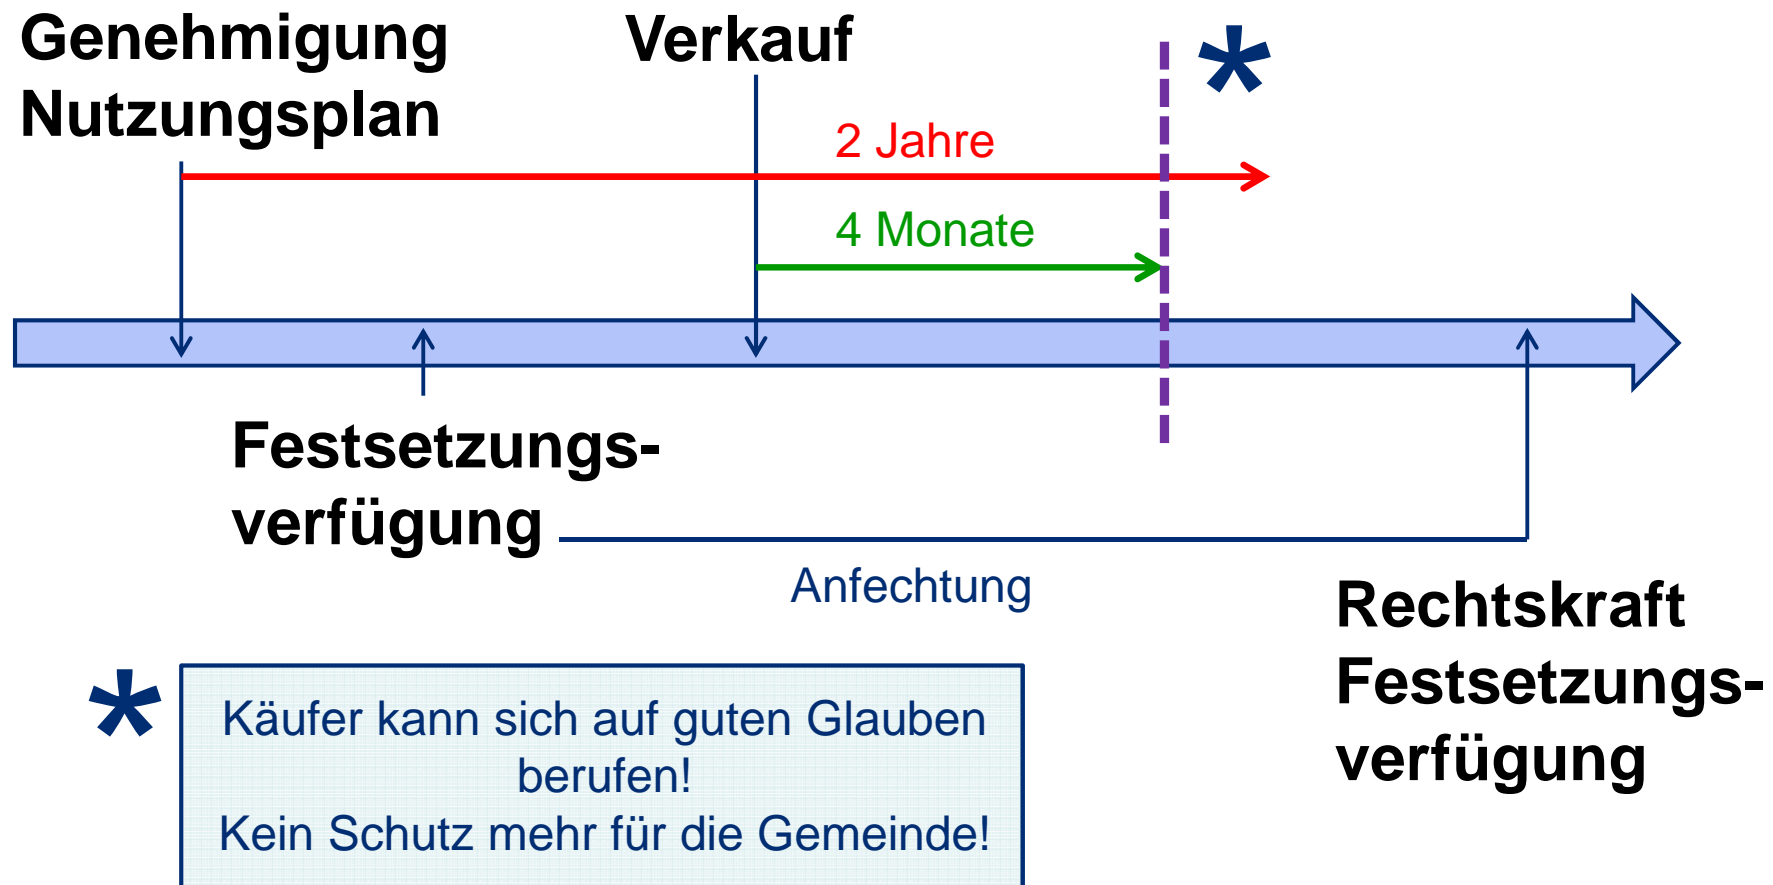 Genehmigung
Nutzungsplan
Verkauf
*
2 Jahre
4 Monate
Festsetzungs-
verfügung
Anfechtung
Rechtskraft
Festsetzungs-
verfügung
*
Käufer kann sich auf guten Glauben
berufen!
Kein Schutz mehr für die Gemeinde!